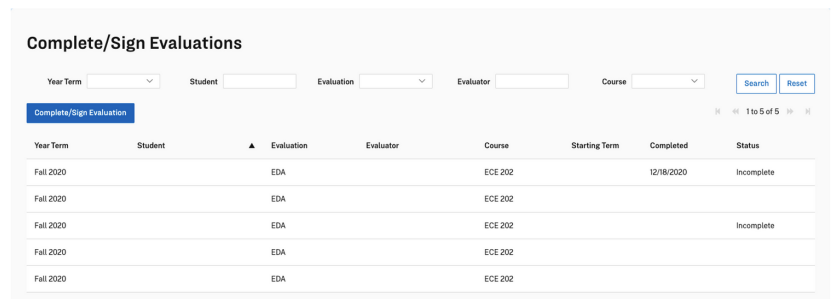 Complete/Sign Evaluations
Year Term Student Evaluation Evaluator Course Search Reset
Complete/Sign Evaluation 1 to 5 of 5
Year Term Student Evaluation Evaluator Course Starting Term Completed Status
Fall 2020 EDA ECE 202 12/18/2020 Incomplete
Fall 2020 EDA ECE 202
Fall 2020 EDA ECE 202 Incomplete
Fall 2020 EDA ECE 202
Fall 2020 EDA ECE 202